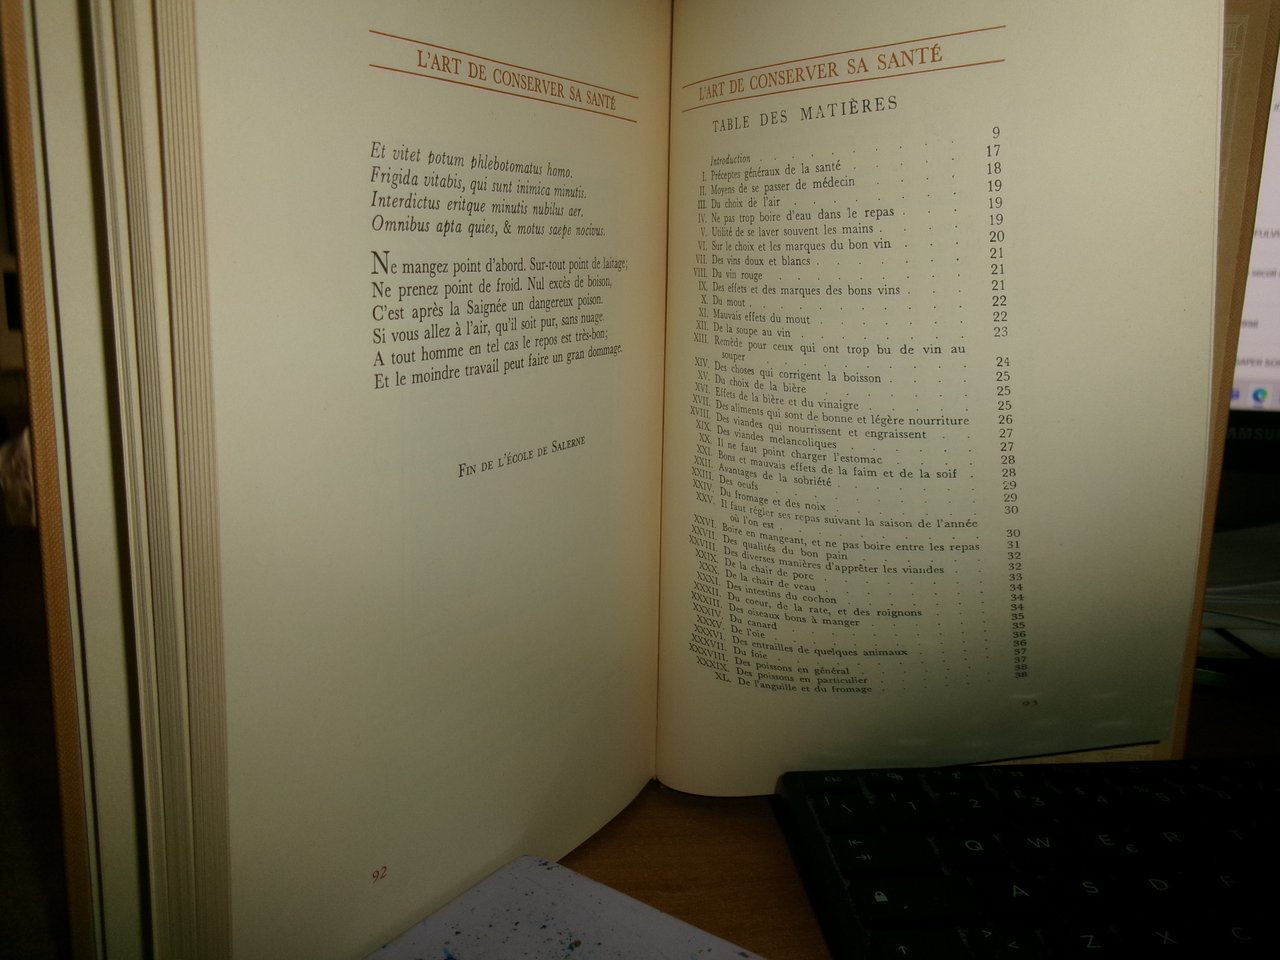 L'ART DE CONSERVER SA SANTÉ
Et vitet potum phlebotomatus homo.
Frigida vitabis, qui sunt inimica minutis.
Interdictus eritque minutis nubilus aer.
Omnibus apta quies, & motus saepe nocivus.
Ne mangez point d'abord. Sur-tout point de laitage;
Ne prenez point de froid. Nul excès de boison,
C'est après la Saignée un dangereux poison.
Si vous allez à l'air, qu'il soit pur, sans nuage.
A tout homme en tel cas le repos est très-bon;
Et le moindre travail peut faire un gran dommage.
FIN DE L'ÉCOLE DE SALERNE
92
L'ART DE CONSERVER SA SANTÉ
TABLE DES MATIÈRES
Introduction . . . . . . 9
I. Préceptes généraux de la santé . . . . 17
II. Moyens de se passer de médecin . . . . 18
III. Du choix de l'air . . . . . . 19
IV. Ne pas trop boire d'eau dans le repas . . . 19
V. Utilité de se laver souvent les mains . . . . 19
VI. Sur le choix et les marques du bon vin . . . 20
VII. Des vins doux et blancs . . . . . 21
VIII. Du vin rouge . . . . . . 21
IX. Des effets et des marques des bons vins . . . 21
X. Du mout . . . . . . . 22
XI. Mauvais effets du mout . . . . . 22
XII. De la soupe au vin . . . . . . 23
XIII. Remède pour ceux qui ont trop bu de vin au
souper . . . . . . . 24
XIV. Des choses qui corrigent la boisson . . . . 25
XV. Du choix de la bière . . . . . 25
XVI. Effets de la bière et du vinaigre . . . . 25
XVII. Des aliments qui sont de bonne et légère nourriture 26
XVIII. Des viandes qui nourrissent et engraissent . . 27
XIX. Des viandes melancoliques . . . . 27
XX. Il ne faut point charger l'estomac . . . . 28
XXI. Bons et mauvais effets de la faim et de la soif . 28
XXII. Avantages de la sobriété . . . . . 29
XXIII. Des oeufs . . . . . . . 29
XXIV. Du fromage et des noix . . . . . 30
XXV. Il faut régler ses repas suivant la saison de l'année
où l'on est . . . . . . . 30
XXVI. Boire en mangeant, et ne pas boire entre les repas 31
XXVII. Des qualités du bon pain . . . . . 32
XXVIII. Des diverses manières d'apprêter les viandes . . 32
XXIX. De la chair de porc . . . . . . 33
XXX. De la chair de veau . . . . . . 34
XXXI. Des intestins du cochon . . . . . 34
XXXII. Du coeur, de la rate, et des roignons . . . 34
XXXIII. Des oiseaux bons à manger . . . . . 35
XXXIV. Du canard . . . . . . . 35
XXXV. De l'oie . . . . . . . 36
XXXVI. Des entrailles de quelques animaux . . . 36
XXXVII. Du foie . . . . . . . 37
XXXVIII. Des poissons en général . . . . . 37
XXXIX. Des poissons en particulier . . . . 38
XL. De l'anguille et du fromage . . . . 38
93
SAMSUN
\ 1 2 £3 $4 5
Q W E R T
€
A S D F
Z X C